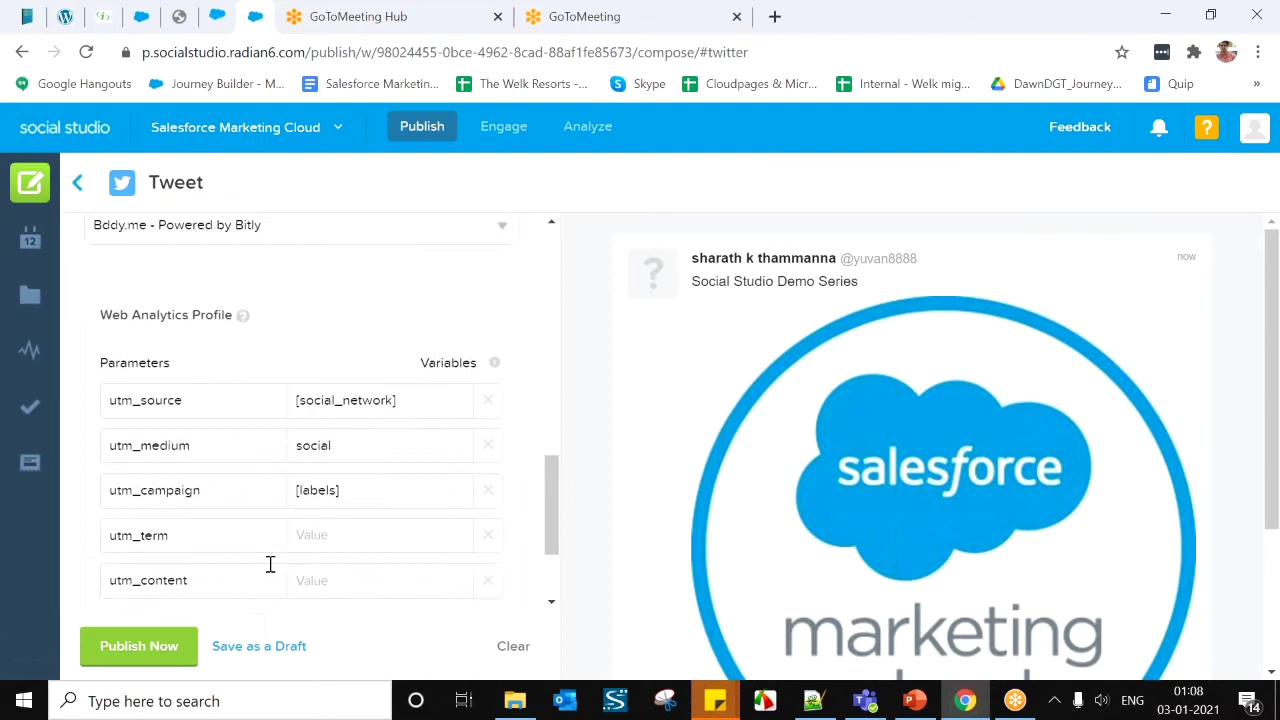 GoToMeeting Hub
GoToMeeting
p.socialstudio.radian6.com/publish/w/98024455-0bce-4962-8cad-88af1fe85673/compose/#twitter
Google Hangouts
Journey Builder - M...
Salesforce Marketin...
The Welk Resorts -...
Skype
Cloudpages & Micr...
Internal - Welk mig...
DawnDGT_Journey...
Quip
»
social studio
Salesforce Marketing Cloud
Publish
Engage
Analyze
Feedback
?
12
Tweet
Bddy.me - Powered by Bitly
Web Analytics Profile ?
Parameters
Variables
utm_source
[social_network]
utm_medium
social
utm_campaign
[labels]
utm_term
Value
utm_content
Value
Publish Now
Save as a Draft
Clear
?
sharath k thammanna @yuvan8888
now
Social Studio Demo Series
salesforce
marketing
Type here to search
ENG
01:08
03-01-2021
14